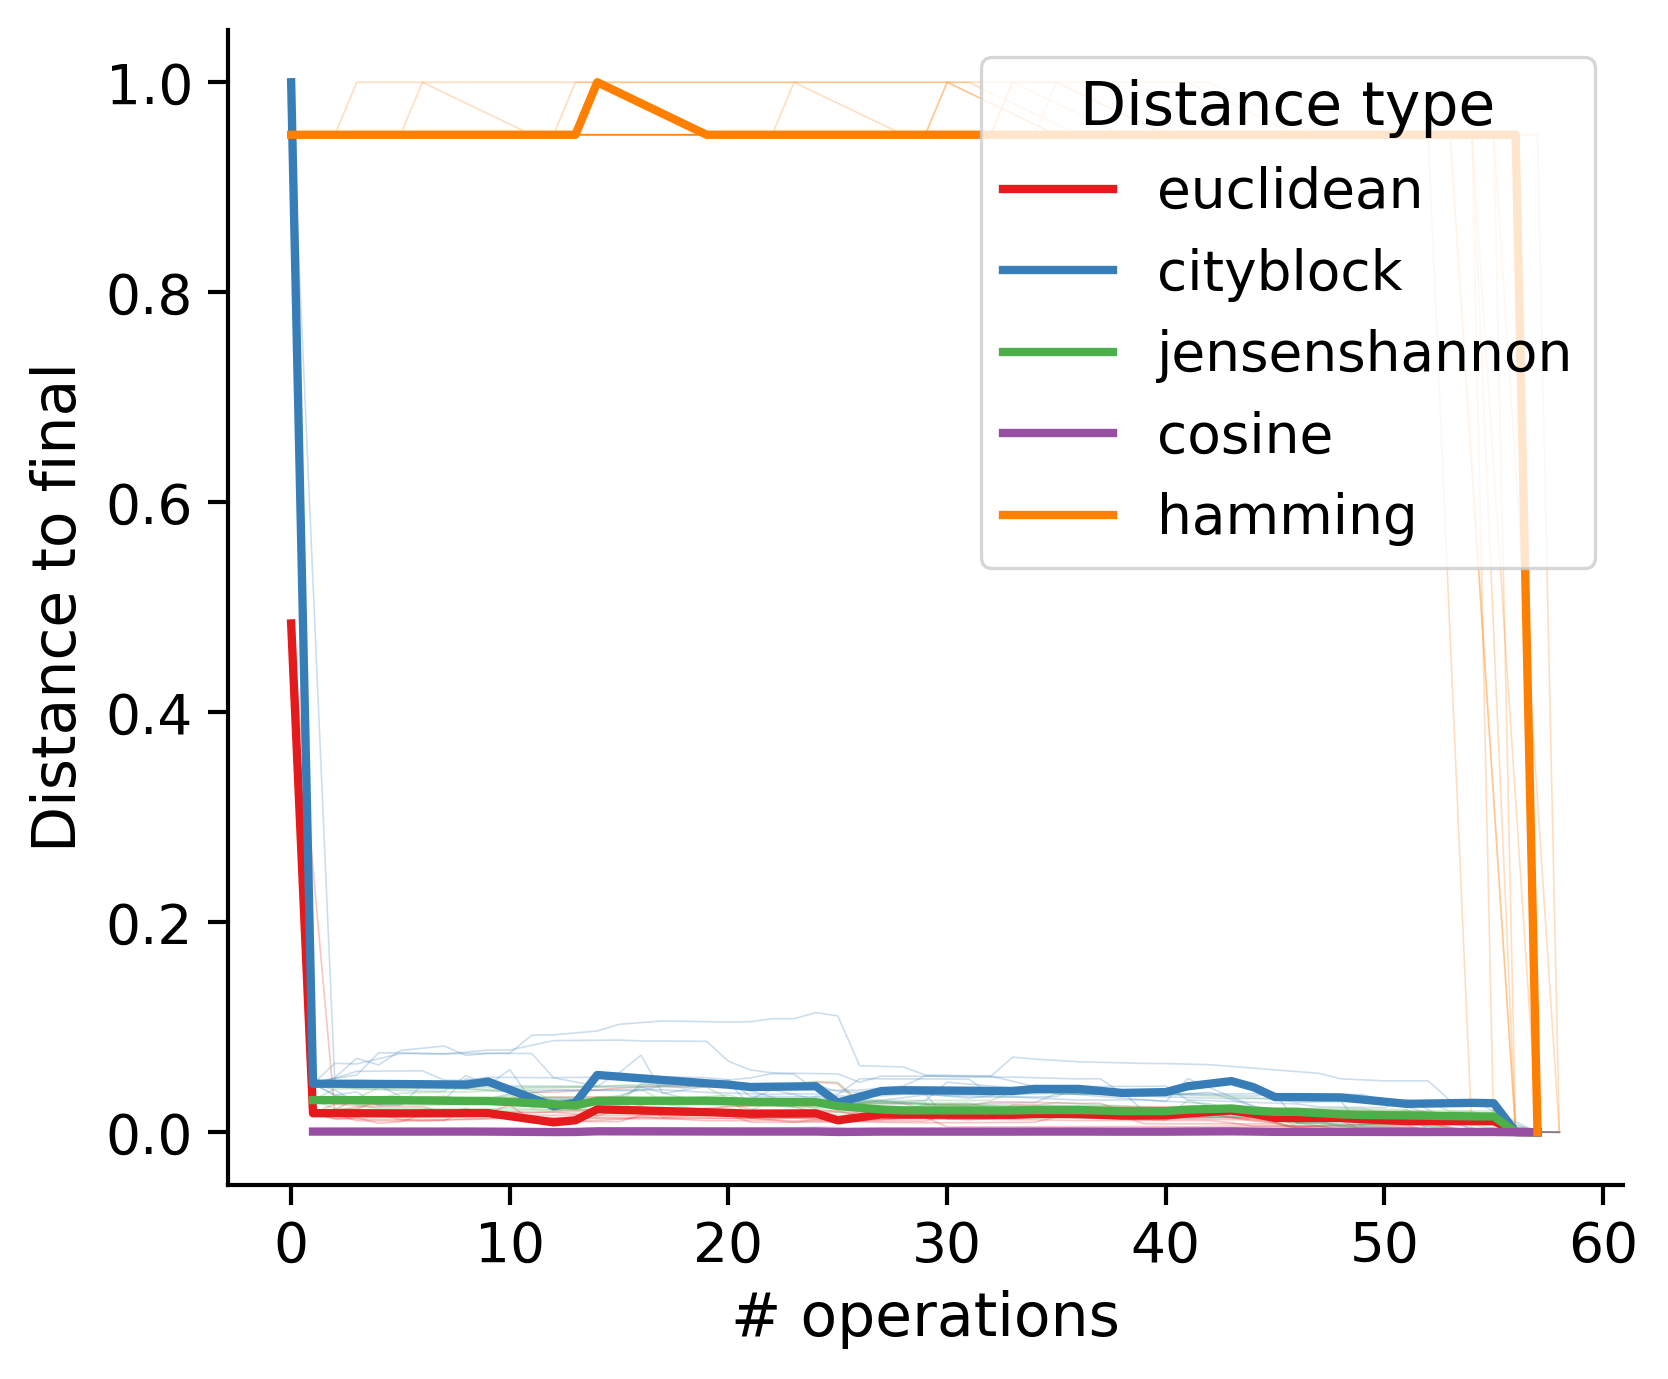 Distance type
euclidean
cityblock
jensenshannon
cosine
hamming
1.0
0.8
0.6
0.4
0.2
0.0
Distance to final
0 10 20 30 40 50 60
# operations